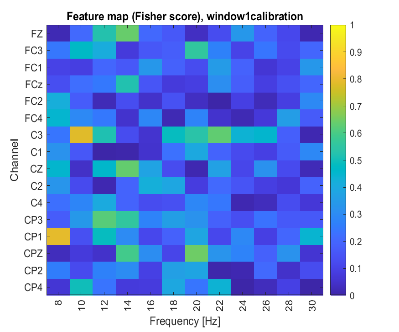 Feature map (Fisher score), window1calibration
FZ
FC3
FC1
FCz
FC2
FC4
C3
C1
CZ
C2
C4
CP3
CP1
CPZ
CP2
CP4
Channel
8 10 12 14 16 18 20 22 24 26 28 30
Frequency [Hz]
1
0.9
0.8
0.7
0.6
0.5
0.4
0.3
0.2
0.1
0